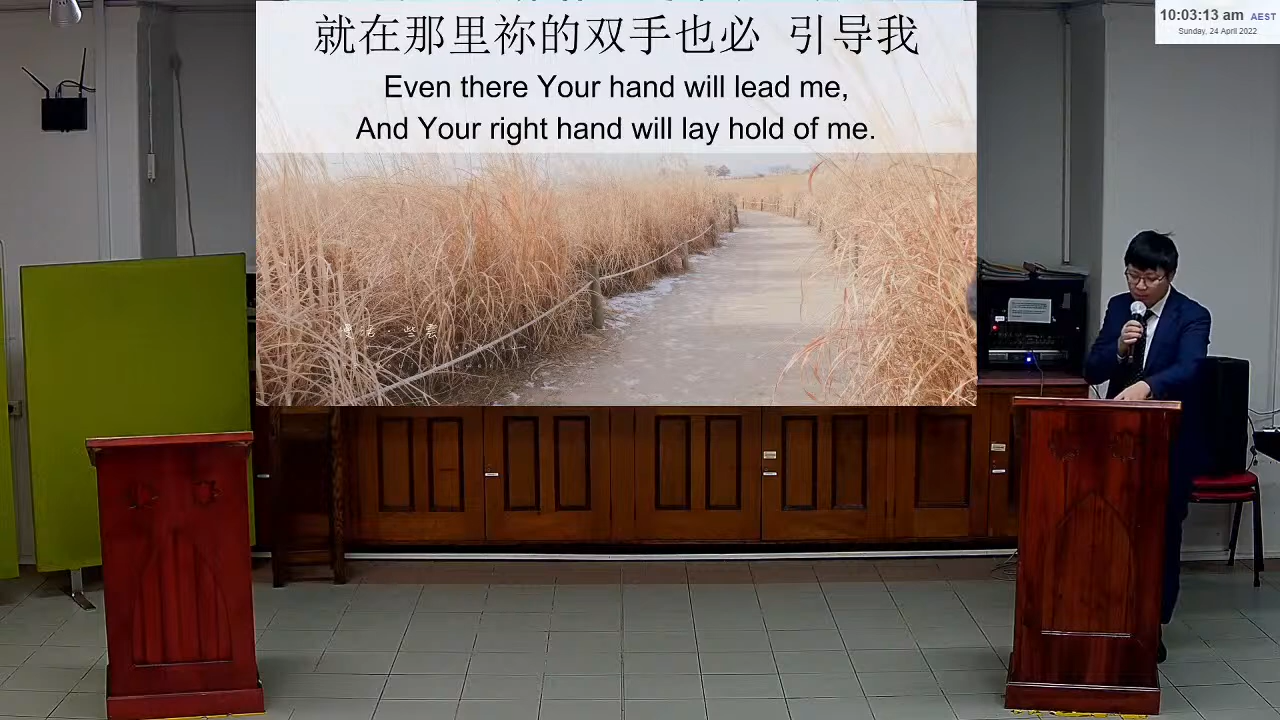 就在那里祢的双手也必 引导我
Even there Your hand will lead me,
And Your right hand will lay hold of me.
10:03:13 am AEST
Sunday, 24 April 2022